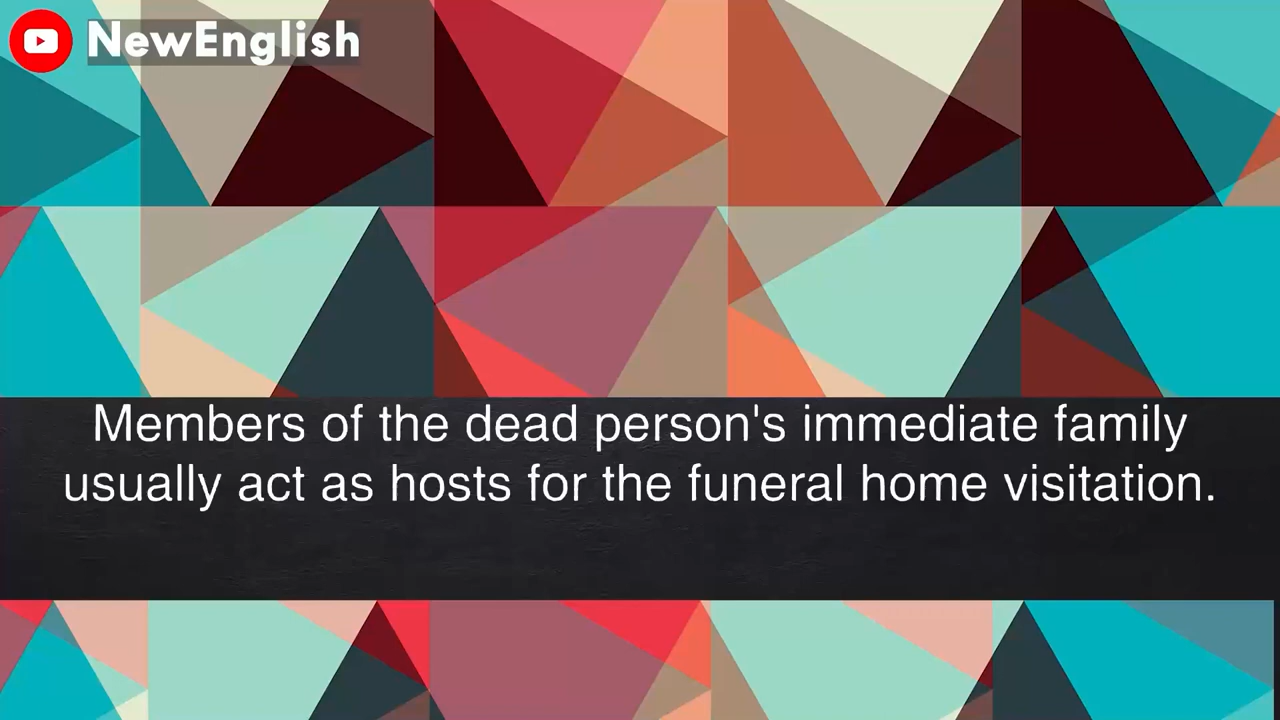 NewEnglish
Members of the dead person's immediate family
usually act as hosts for the funeral home visitation.